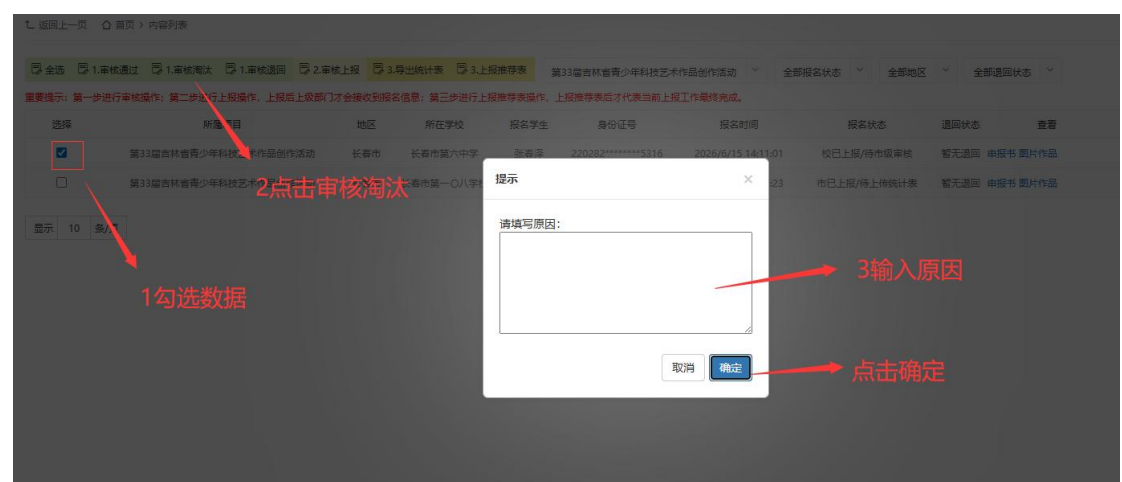 返回上一页 首页 > 内容列表
全选 1.审核通过 1.审核淘汰 1.审核退回 2.审核上报 3.导出统计表 3.上报推荐表 第33届吉林省青少年科技艺术作品创作活动 全部报名状态 全部地区 全部退回状态
重要提示: 第一步进行审核操作; 第二步进行上报操作, 上报后上级部门才会接收到报名信息; 第三步进行上报推荐表操作, 上报推荐表后才代表当前上报工作最终完成。
选择 所属项目 地区 所在学校 报名学生 身份证号 报名时间 报名状态 退回状态 查看
第33届吉林省青少年科技艺术作品创作活动 长春市 长春市第六中学 张春泽 220282********5316 2026/6/15 14:11:01 校已上报/待市级审核 暂无退回 申报书 图片作品
第33届吉林省青少年科技艺术 长春市第一〇八学校 :23 市已上报/待上传统计表 暂无退回 申报书 图片作品
2点击审核淘汰
显示 10 条/
提示 ×
请填写原因:
3输入原因
1勾选数据
取消 确定
点击确定